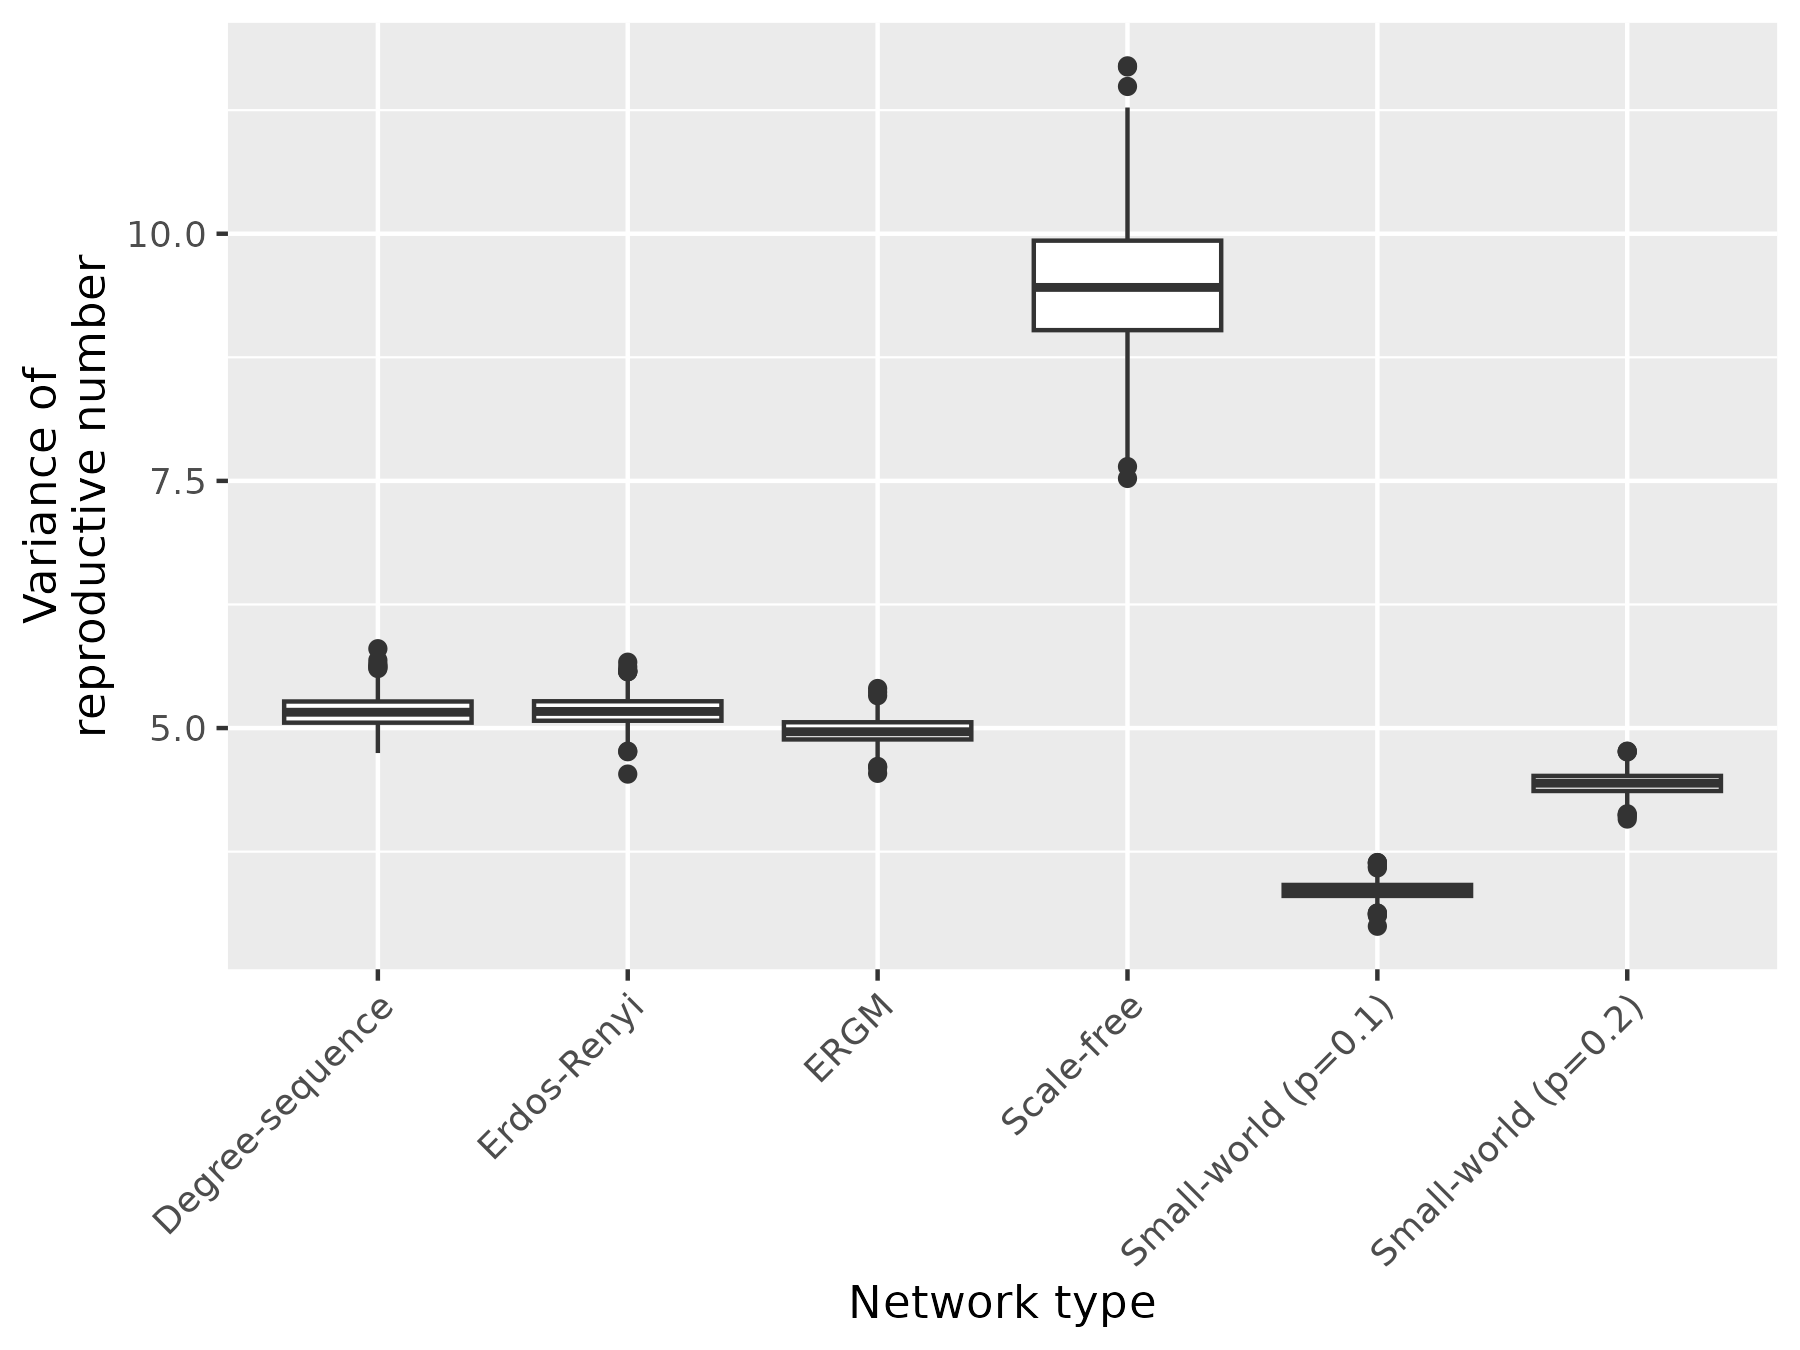 Variance of
reproductive number
10.0
7.5
5.0
Degree-sequence
Erdos-Renyi
ERGM
Scale-free
Small-world (p=0.1)
Small-world (p=0.2)
Network type